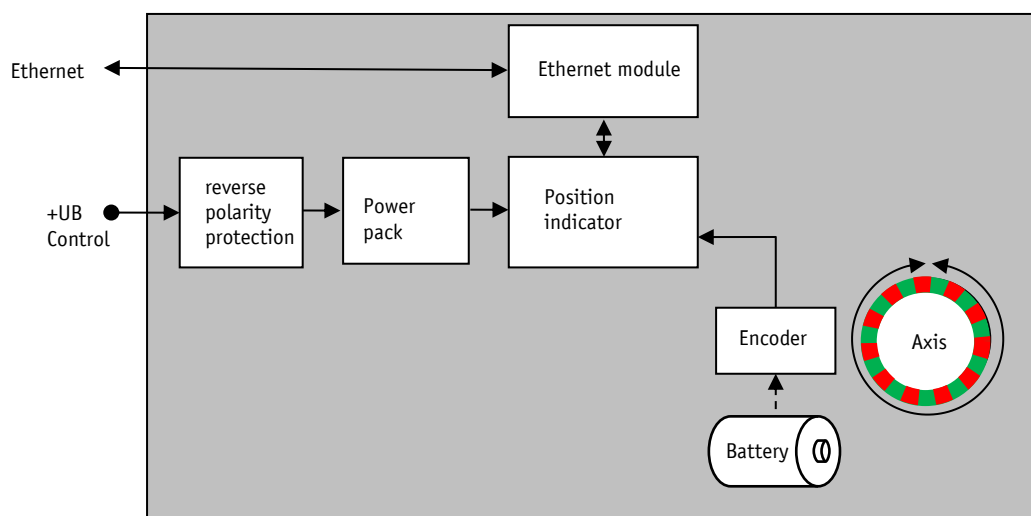 Ethernet
Ethernet module
+UB
Control
reverse
polarity
protection
Power
pack
Position
indicator
Encoder
Axis
Battery